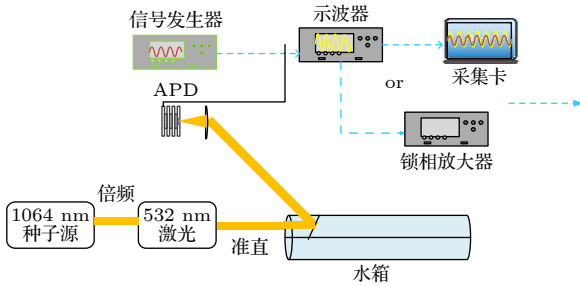 信号发生器
示波器
采集卡
APD
or
锁相放大器
倍频
1064 nm
种子源
532 nm
激光
准直
水箱